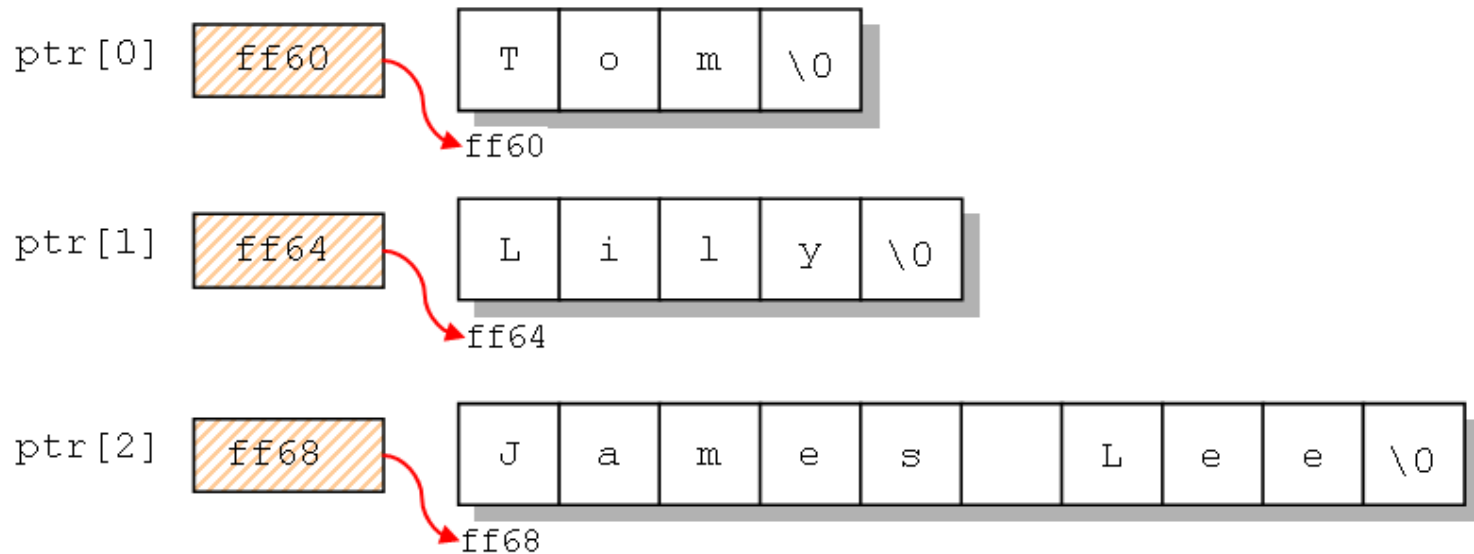 ptr[0] ff60 T o m \0
ff60
ptr[1] ff64 L i l y \0
ff64
ptr[2] ff68 J a m e s L e e \0
ff68